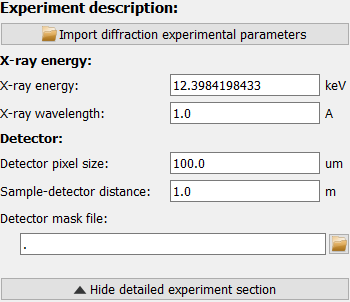 Experiment description:
Import diffraction experimental parameters
X-ray energy:
X-ray energy: 12.3984198433 keV
X-ray wavelength: 1.0 A
Detector:
Detector pixel size: 100.0 um
Sample-detector distance: 1.0 m
Detector mask file:
.
Hide detailed experiment section